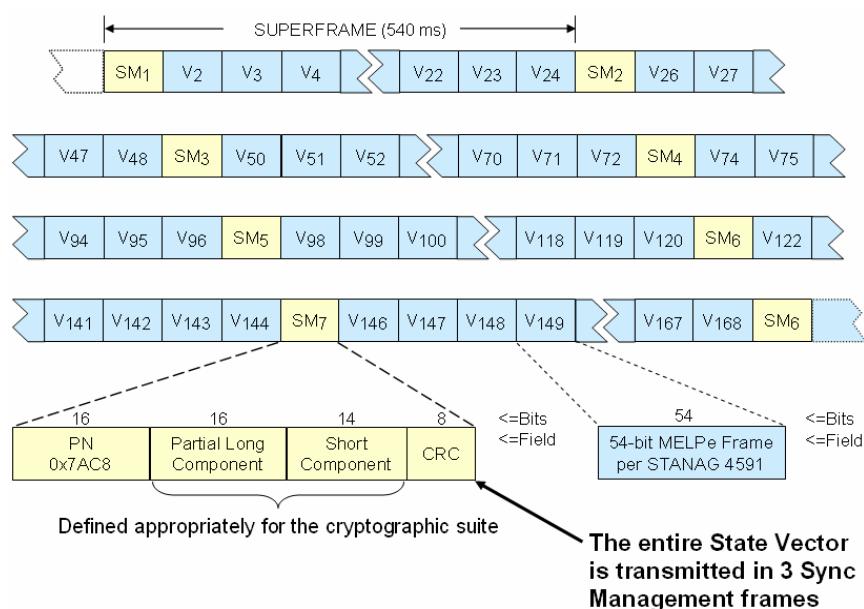 SUPERFRAME (540 ms)
SM1 V2 V3 V4 V22 V23 V24 SM2 V26 V27
V47 V48 SM3 V50 V51 V52 V70 V71 V72 SM4 V74 V75
V94 V95 V96 SM5 V98 V99 V100 V118 V119 V120 SM6 V122
V141 V142 V143 V144 SM7 V146 V147 V148 V149 V167 V168 SM6
16 16 14 8 <=Bits 54 <=Bits
<=Field <=Field
PN
0x7AC8
Partial Long
Component
Short
Component
CRC
54-bit MELPe Frame
per STANAG 4591
Defined appropriately for the cryptographic suite
The entire State Vector
is transmitted in 3 Sync
Management frames